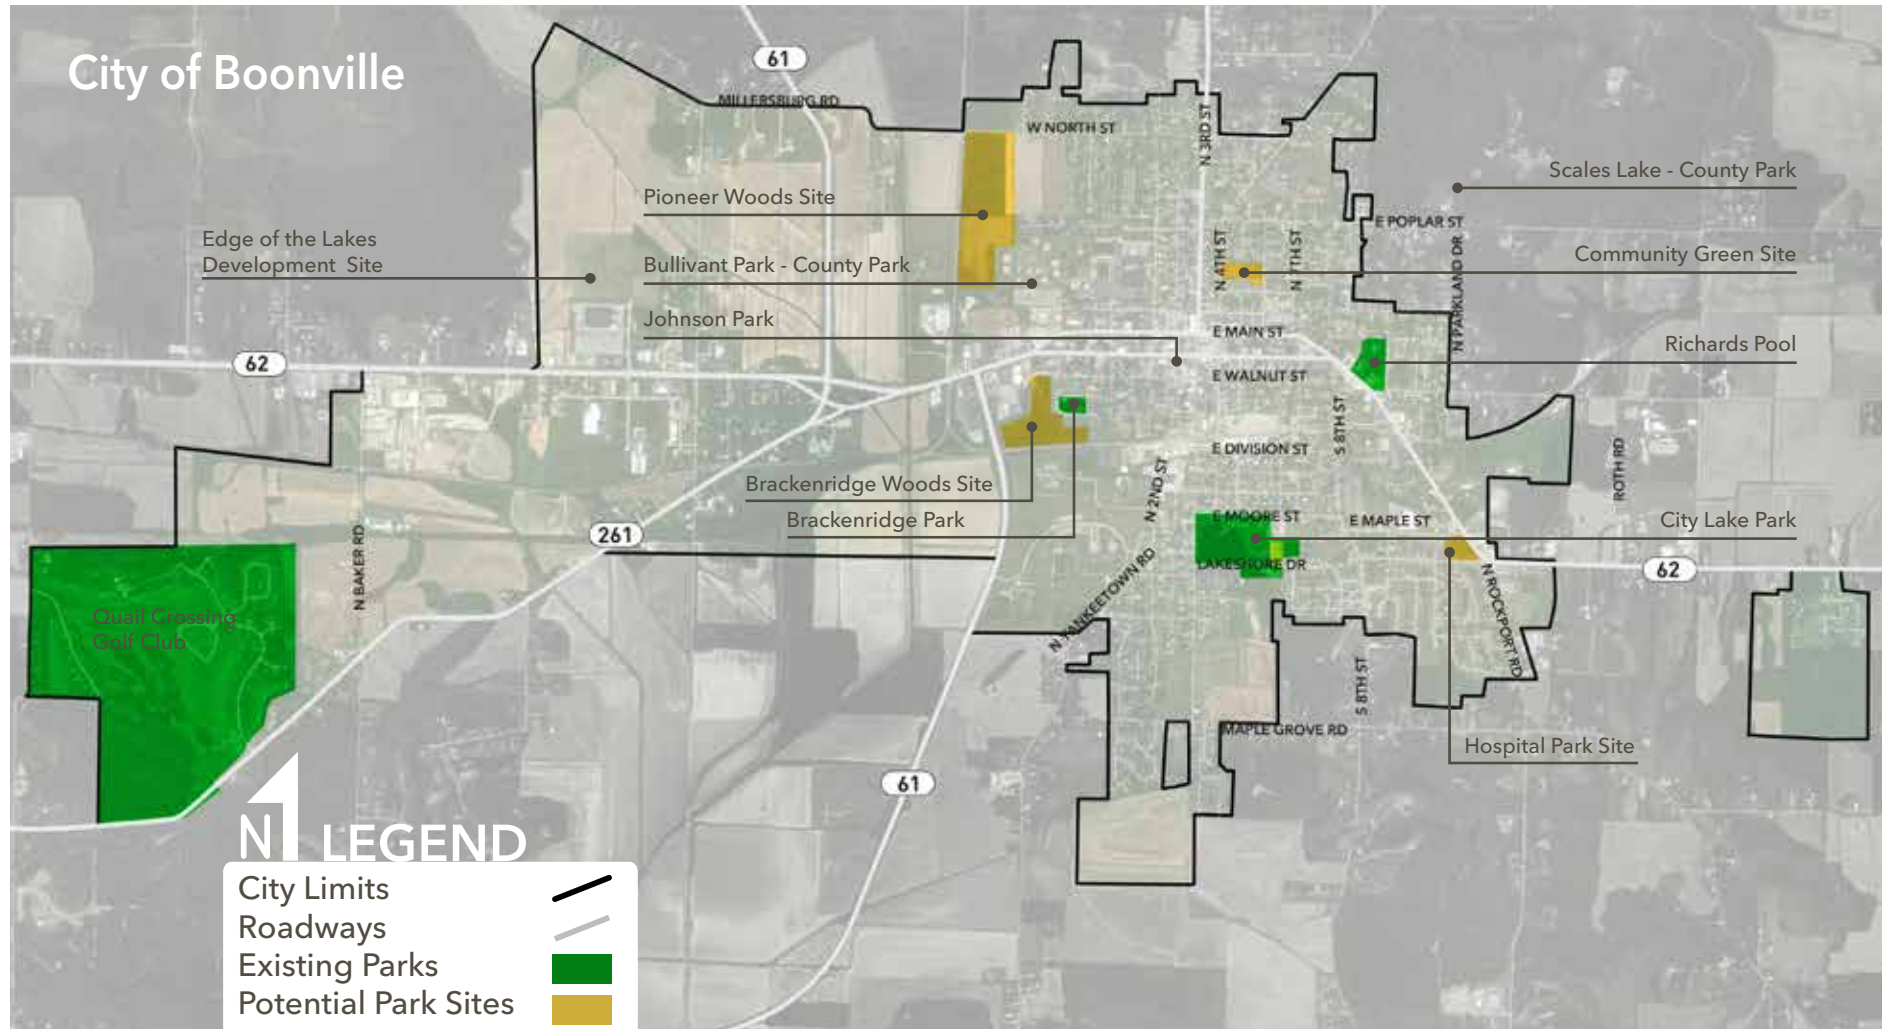 City of Boonville
61
MILLERSBURG RD
W NORTH ST
N 3RD ST
Scales Lake - County Park
Pioneer Woods Site
E POPLAR ST
Edge of the Lakes
Development Site
Bullivant Park - County Park
N 4TH ST
N 7TH ST
N PARKLAND DR
Community Green Site
Johnson Park
E MAIN ST
Richards Pool
62
E WALNUT ST
S 8TH ST
E DIVISION ST
ROTH RD
Brackenridge Woods Site
N 2ND ST
Brackenridge Park
E MOORE ST
E MAPLE ST
City Lake Park
261
N BAKER RD
LAKESHORE DR
62
N YANKEETOWN RD
N ROCKPORT RD
Quail Crossing
Golf Club
S 8TH ST
MAPLE GROVE RD
Hospital Park Site
61
N
LEGEND
City Limits
Roadways
Existing Parks
Potential Park Sites